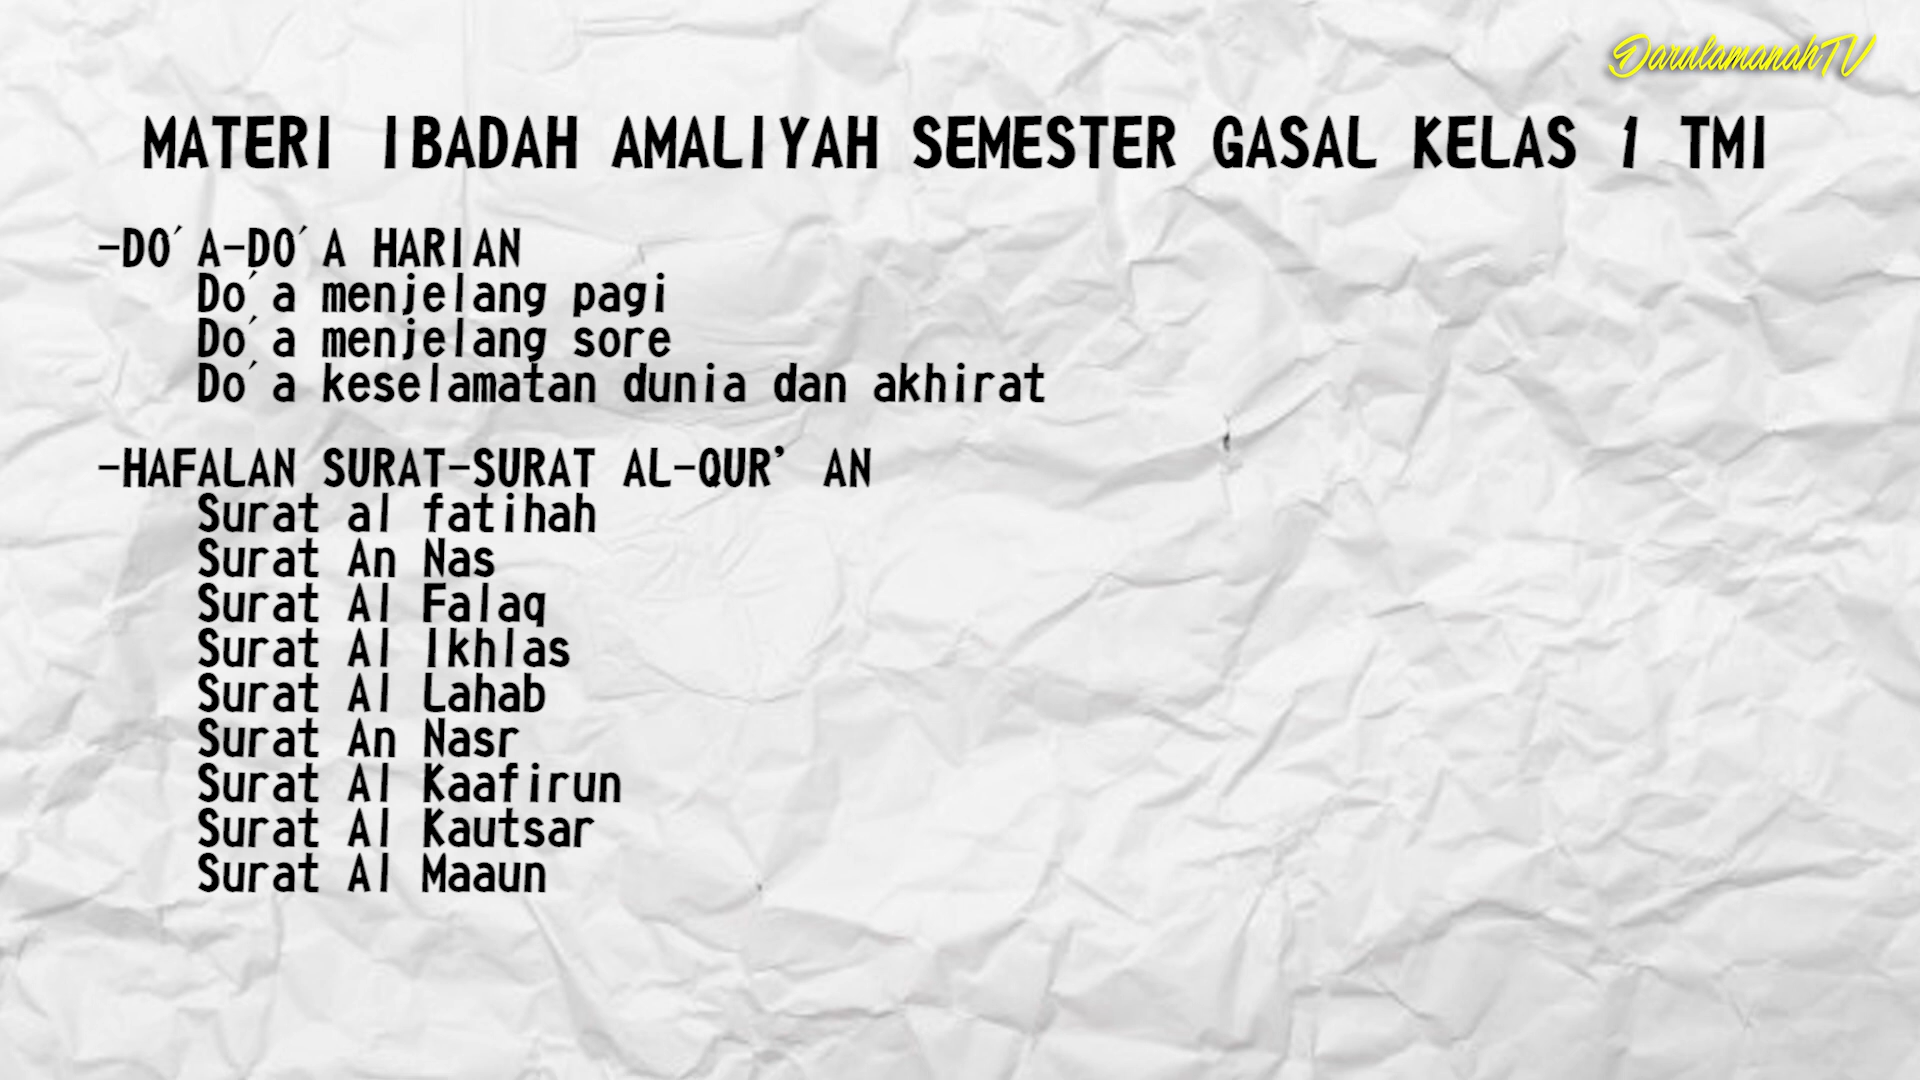 DarulamanahTV
MATERI IBADAH AMALIYAH SEMESTER GASAL KELAS 1 TMI
-DO´A-DO´A HARIAN
Do´a menjelang pagi
Do´a menjelang sore
Do´a keselamatan dunia dan akhirat
-HAFALAN SURAT-SURAT AL-QUR’AN
Surat al fatihah
Surat An Nas
Surat Al Falaq
Surat Al Ikhlas
Surat Al Lahab
Surat An Nasr
Surat Al Kaafirun
Surat Al Kautsar
Surat Al Maaun